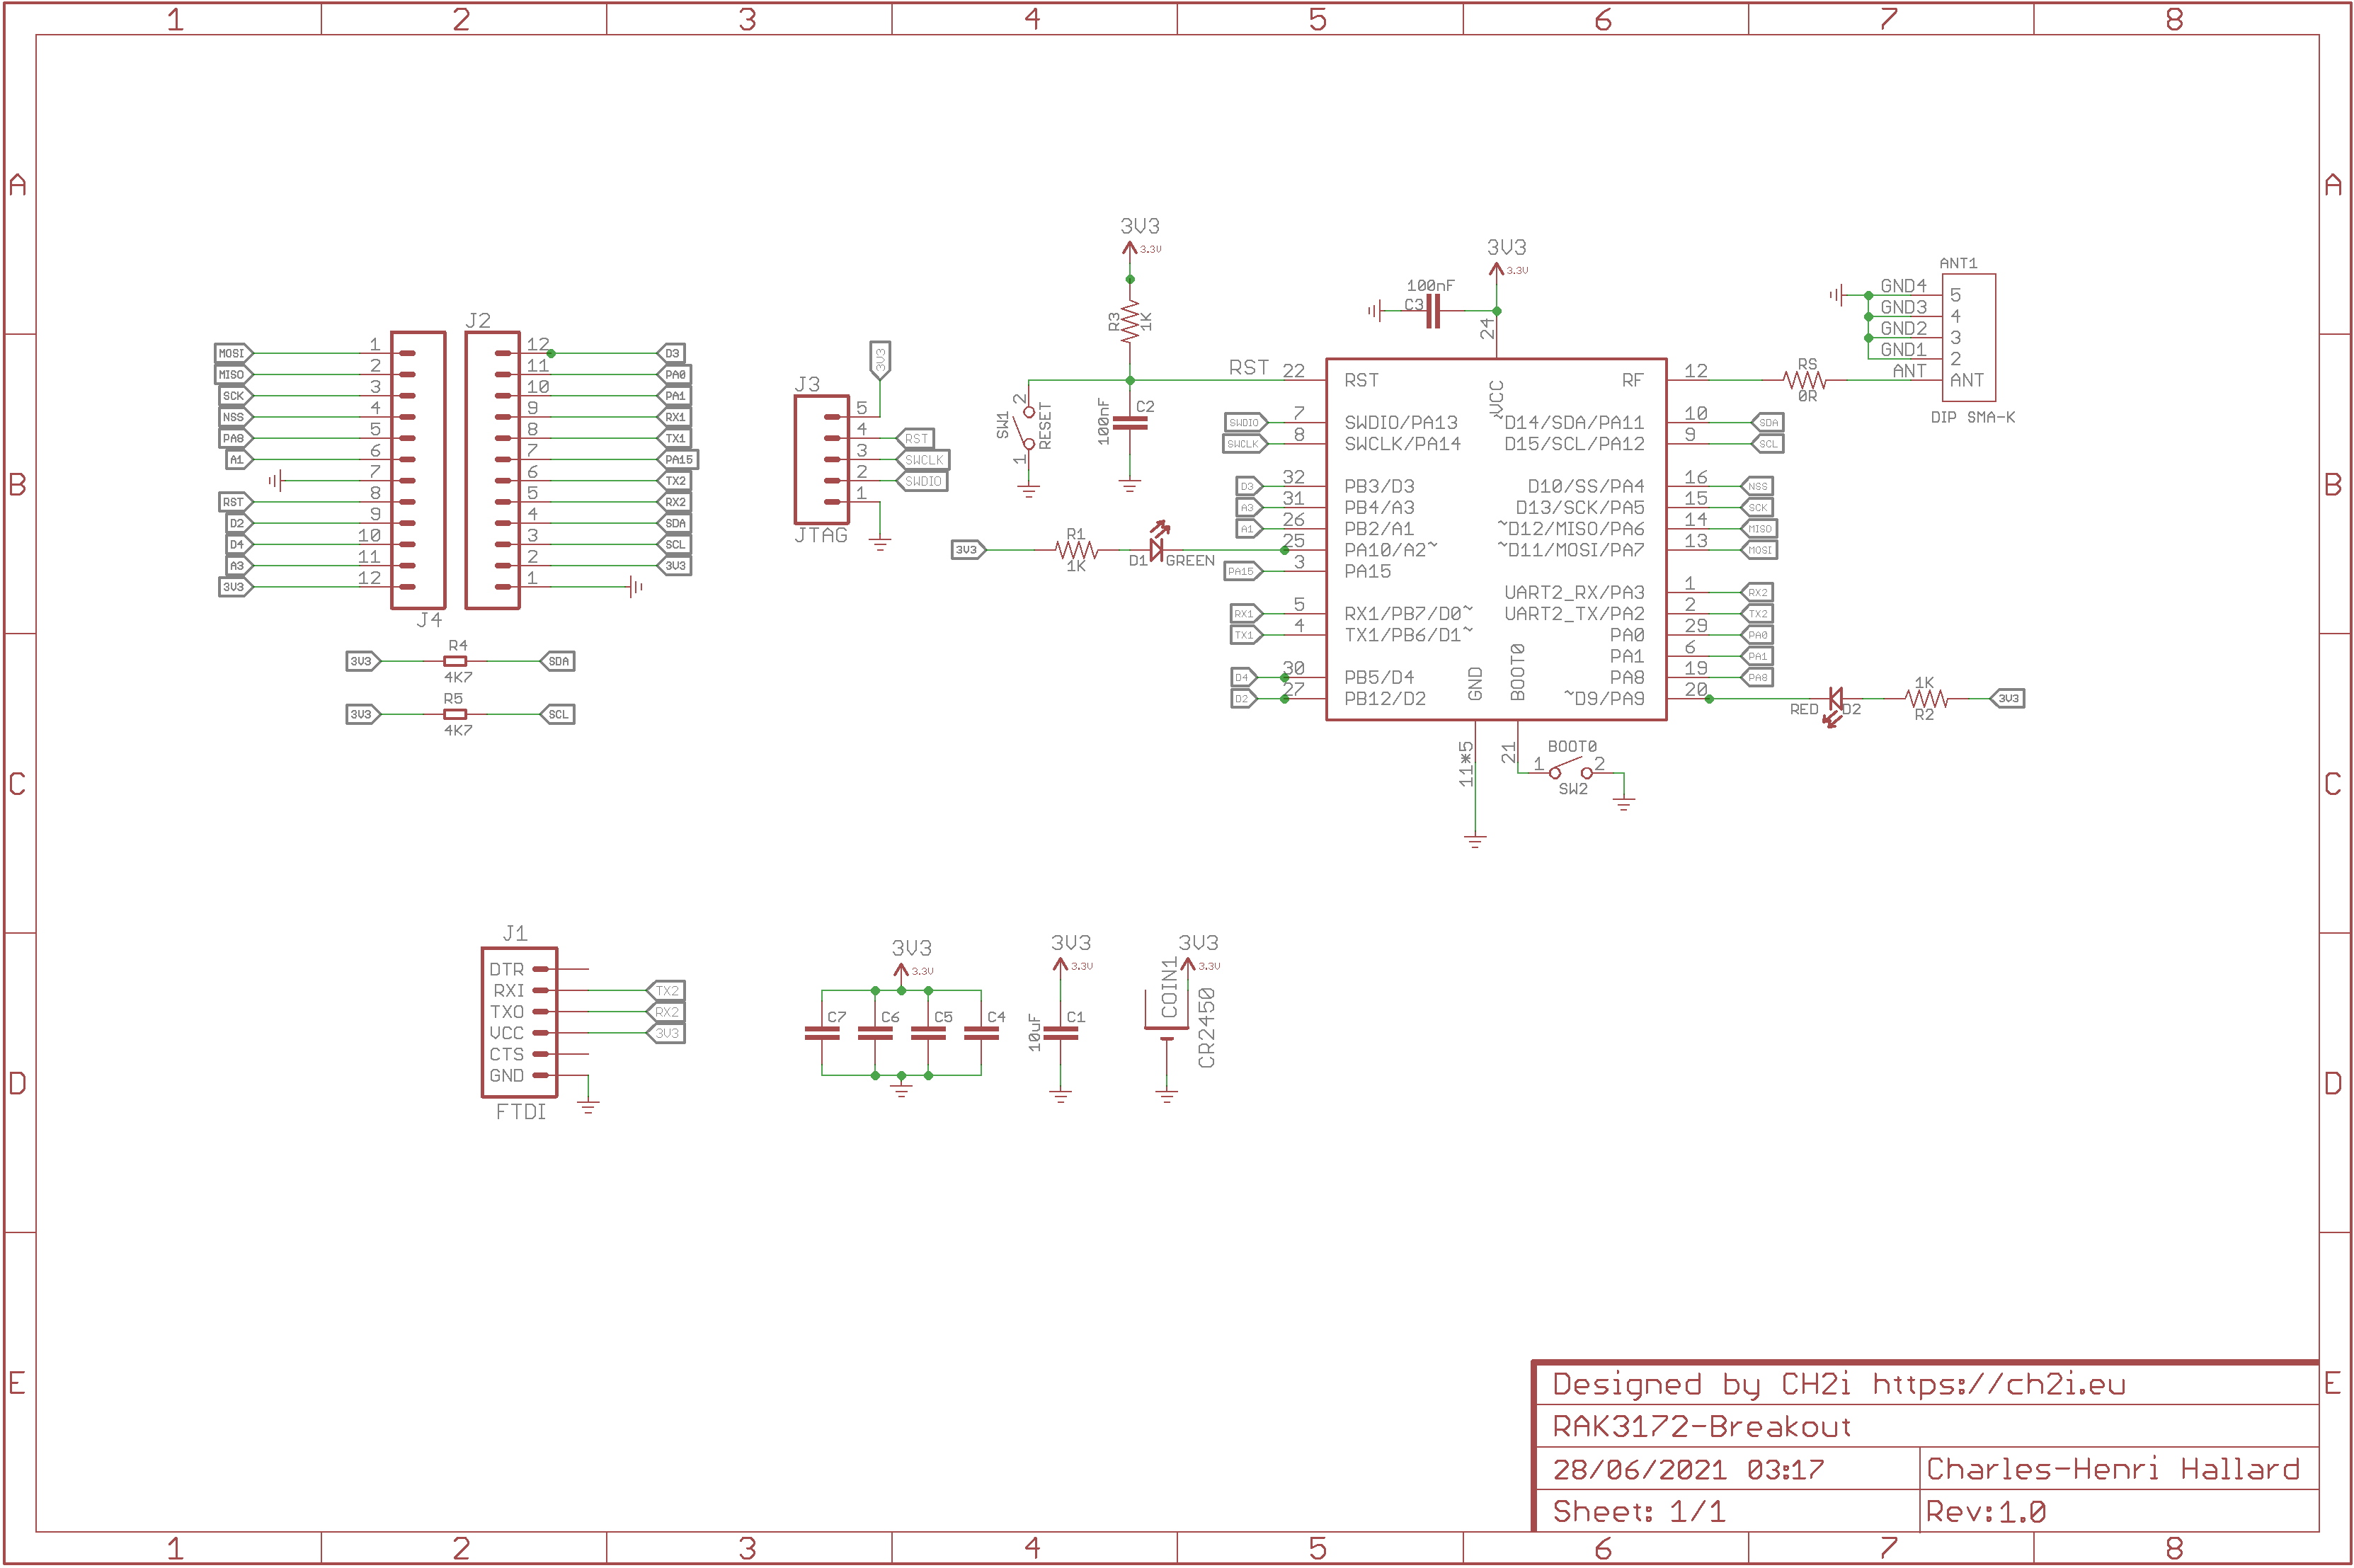 1 2 3 4 5 6 7 8
A A
B B
C C
D D
E E
J4
MOSI 1
MISO 2
SCK 3
NSS 4
PA8 5
A1 6
7
RST 8
D2 9
D4 10
A3 11
3V3 12
J2
12 D3
11 PA0
10 PA1
9 RX1
8 TX1
7 PA15
6 TX2
5 RX2
4 SDA
3 SCL
2 3V3
1
3V3 R4 4K7 SDA
3V3 R5 4K7 SCL
J3
3V3
5
4 RST
3 SWCLK
2 SWDIO
1
JTAG
3V3
3.3V
R3
1K
SW1
2
1
RESET
100nF
C2
3V3 R1 1K D1 GREEN
3V3
3.3V
100nF
C3
24
VCC
RST 22 RST
SWDIO 7 SWDIO/PA13
SWCLK 8 SWCLK/PA14
D3 32 PB3/D3
A3 31 PB4/A3
A1 26 PB2/A1
25 PA10/A2~
PA15 3 PA15
RX1 5 RX1/PB7/D0~
TX1 4 TX1/PB6/D1~
D4 30 PB5/D4
D2 27 PB12/D2
RF 12
~D14/SDA/PA11 10 SDA
D15/SCL/PA12 9 SCL
D10/SS/PA4 16 NSS
D13/SCK/PA5 15 SCK
~D12/MISO/PA6 14 MISO
~D11/MOSI/PA7 13 MOSI
UART2_RX/PA3 1 RX2
UART2_TX/PA2 2 TX2
PA0 29 PA0
PA1 6 PA1
PA8 19 PA8
~D9/PA9 20
GND
11*5
BOOT0
21
BOOT0
1 2
SW2
RED D2 1K R2 3V3
RS
0R
ANT1
GND4 5
GND3 4
GND2 3
GND1 2
ANT ANT
DIP SMA-K
J1
DTR
RXI TX2
TXO RX2
VCC 3V3
CTS
GND
FTDI
3V3
3.3V
C7 C6 C5 C4
3V3
3.3V
10uF
C1
3V3
3.3V
COIN1
CR2450
Designed by CH2i https://ch2i.eu
RAK3172-Breakout
28/06/2021 03:17 Charles-Henri Hallard
Sheet: 1/1 Rev:1.0
1 2 3 4 5 6 7 8